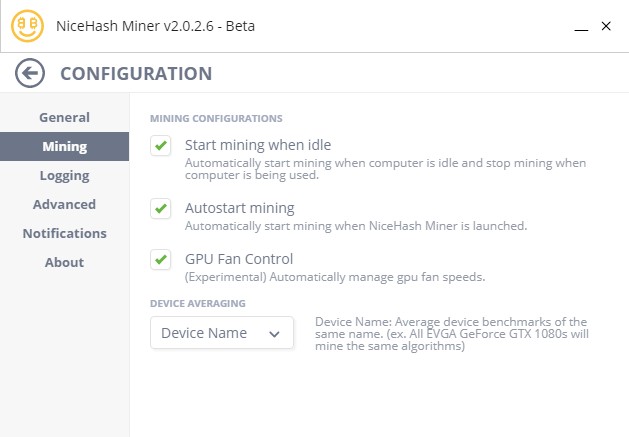 NiceHash Miner v2.0.2.6 - Beta
CONFIGURATION
General
Mining
Logging
Advanced
Notifications
About
MINING CONFIGURATIONS
Start mining when idle
Automatically start mining when computer is idle and stop mining when
computer is being used.
Autostart mining
Automatically start mining when NiceHash Miner is launched.
GPU Fan Control
(Experimental) Automatically manage gpu fan speeds.
DEVICE AVERAGING
Device Name
Device Name: Average device benchmarks of the
same name. (ex. All EVGA GeForce GTX 1080s will
mine the same algorithms)